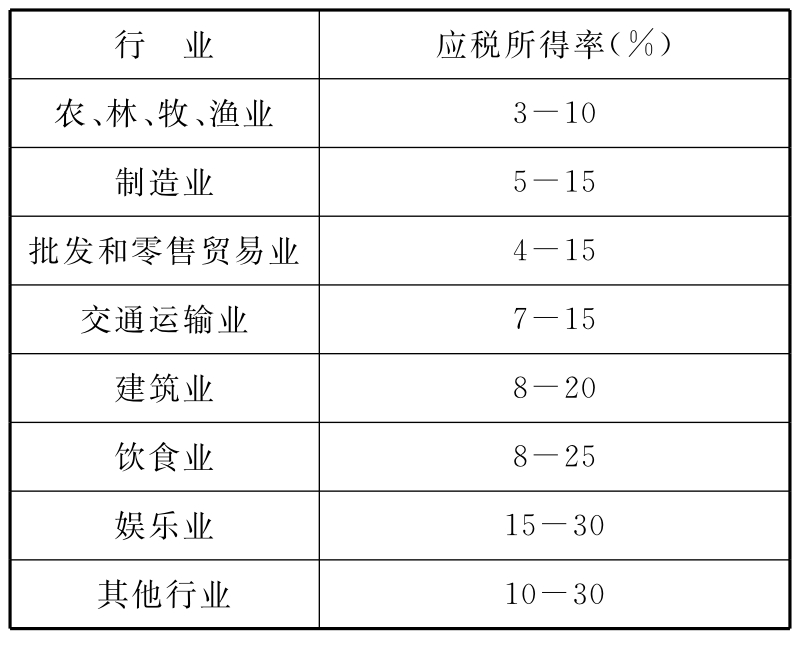 行 业 应税所得率(%)
农、林、牧、渔业 3－10
制造业 5－15
批发和零售贸易业 4－15
交通运输业 7－15
建筑业 8－20
饮食业 8－25
娱乐业 15－30
其他行业 10－30